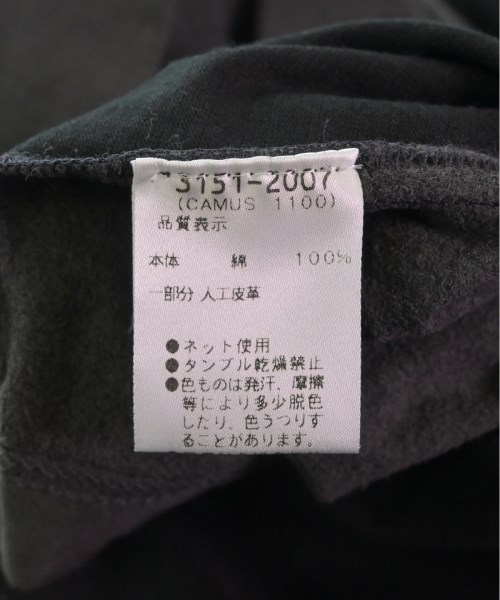 3151-2007
(CAMUS 1100)
品質表示
本体 綿 100%
一部分 人工皮革
●ネット使用
●タンブル乾燥禁止
●色ものは発汗、摩擦
等により多少脱色
したり、色うつりす
ることがあります。